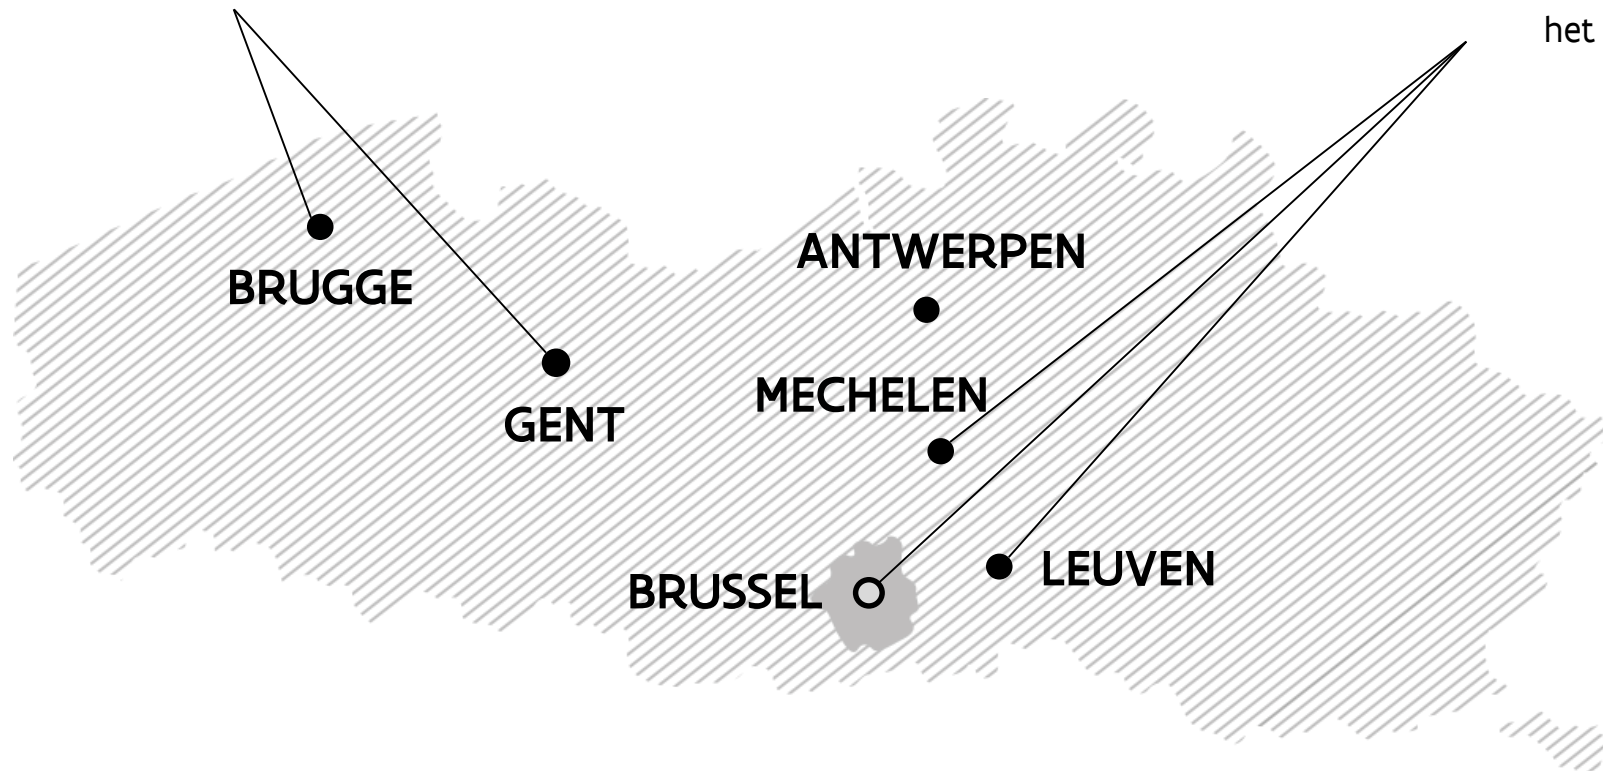 het
ANTWERPEN
BRUGGE
MECHELEN
GENT
LEUVEN
BRUSSEL